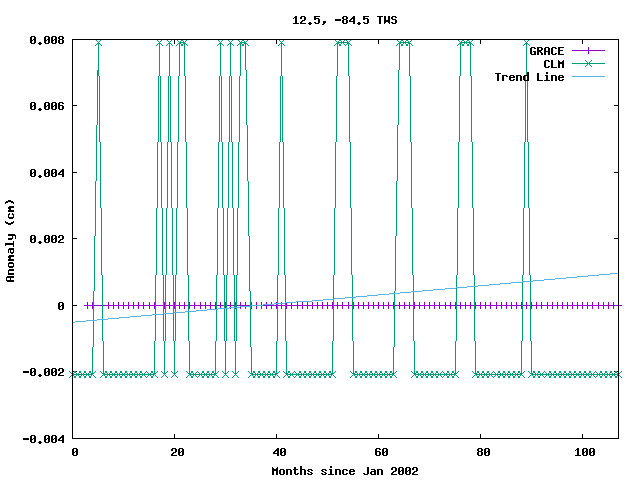 12.5, -84.5 TWS
GRACE
CLM
Trend Line
0.008
0.006
0.004
0.002
0
-0.002
-0.004
Anomaly (cm)
0 20 40 60 80 100
Months since Jan 2002